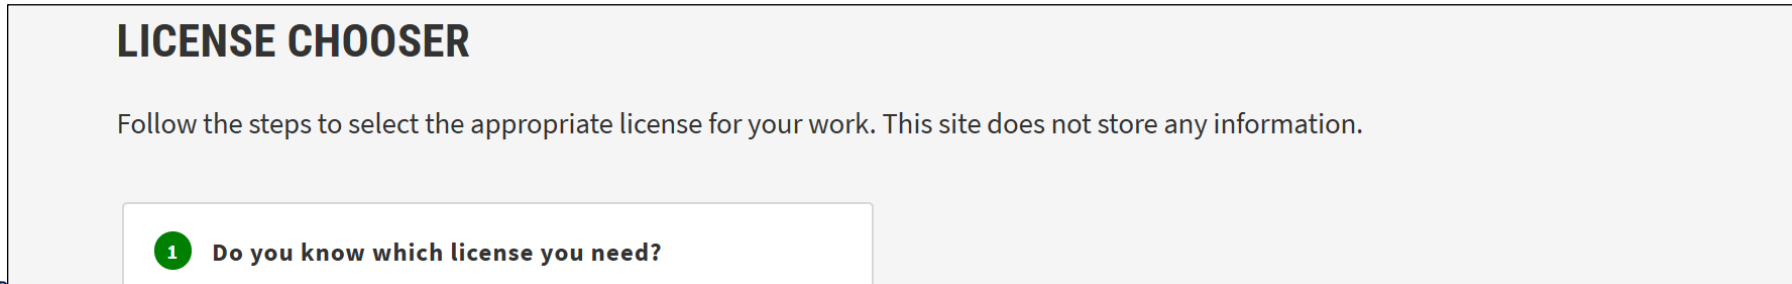 LICENSE CHOOSER
Follow the steps to select the appropriate license for your work. This site does not store any information.
1 Do you know which license you need?